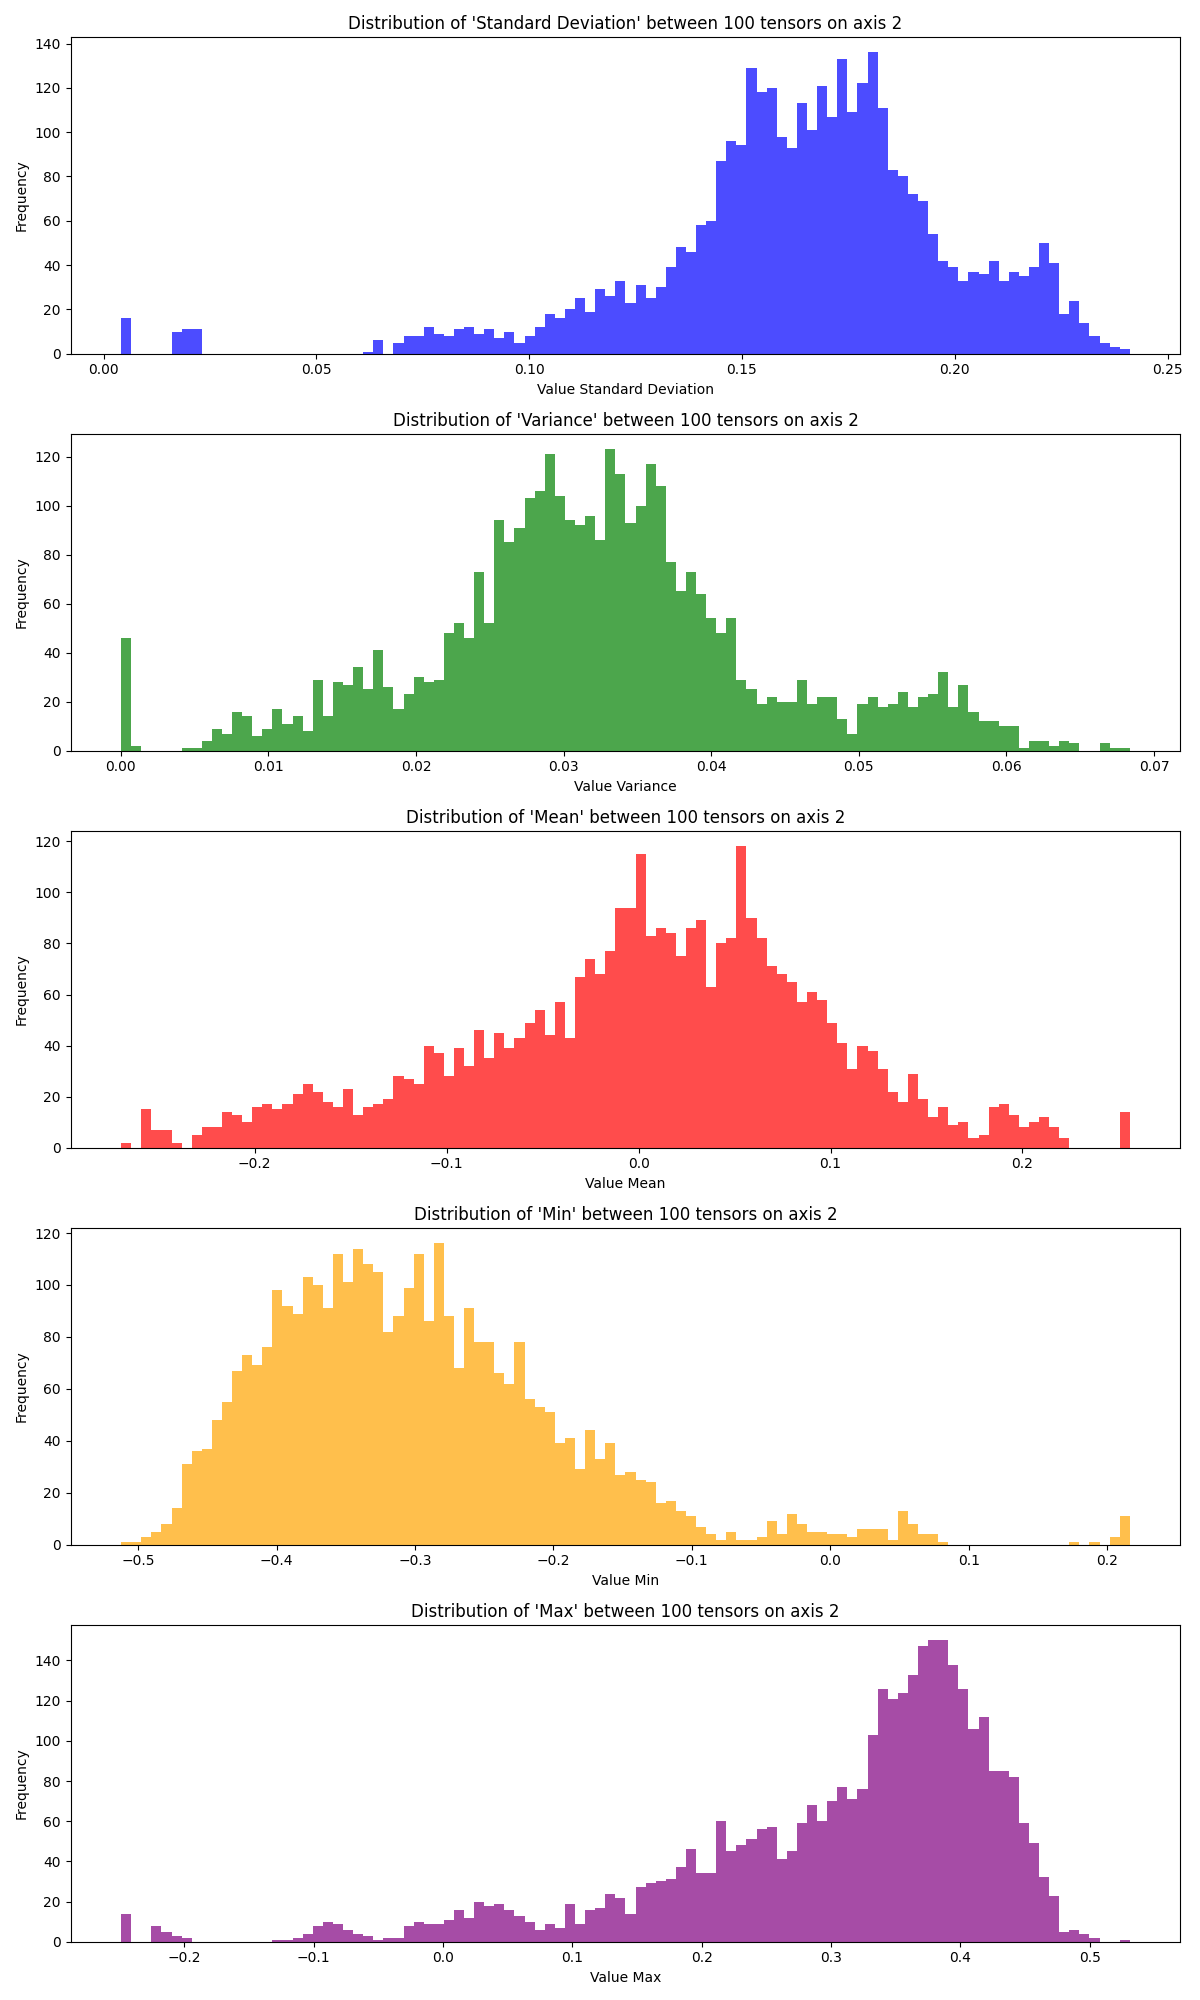 Distribution of 'Standard Deviation' between 100 tensors on axis 2
140
120
100
80
60
40
20
0
Frequency
0.00 0.05 0.10 0.15 0.20 0.25
Value Standard Deviation
Distribution of 'Variance' between 100 tensors on axis 2
120
100
80
60
40
20
0
Frequency
0.00 0.01 0.02 0.03 0.04 0.05 0.06 0.07
Value Variance
Distribution of 'Mean' between 100 tensors on axis 2
120
100
80
60
40
20
0
Frequency
−0.2 −0.1 0.0 0.1 0.2
Value Mean
Distribution of 'Min' between 100 tensors on axis 2
120
100
80
60
40
20
0
Frequency
−0.5 −0.4 −0.3 −0.2 −0.1 0.0 0.1 0.2
Value Min
Distribution of 'Max' between 100 tensors on axis 2
140
120
100
80
60
40
20
0
Frequency
−0.2 −0.1 0.0 0.1 0.2 0.3 0.4 0.5
Value Max